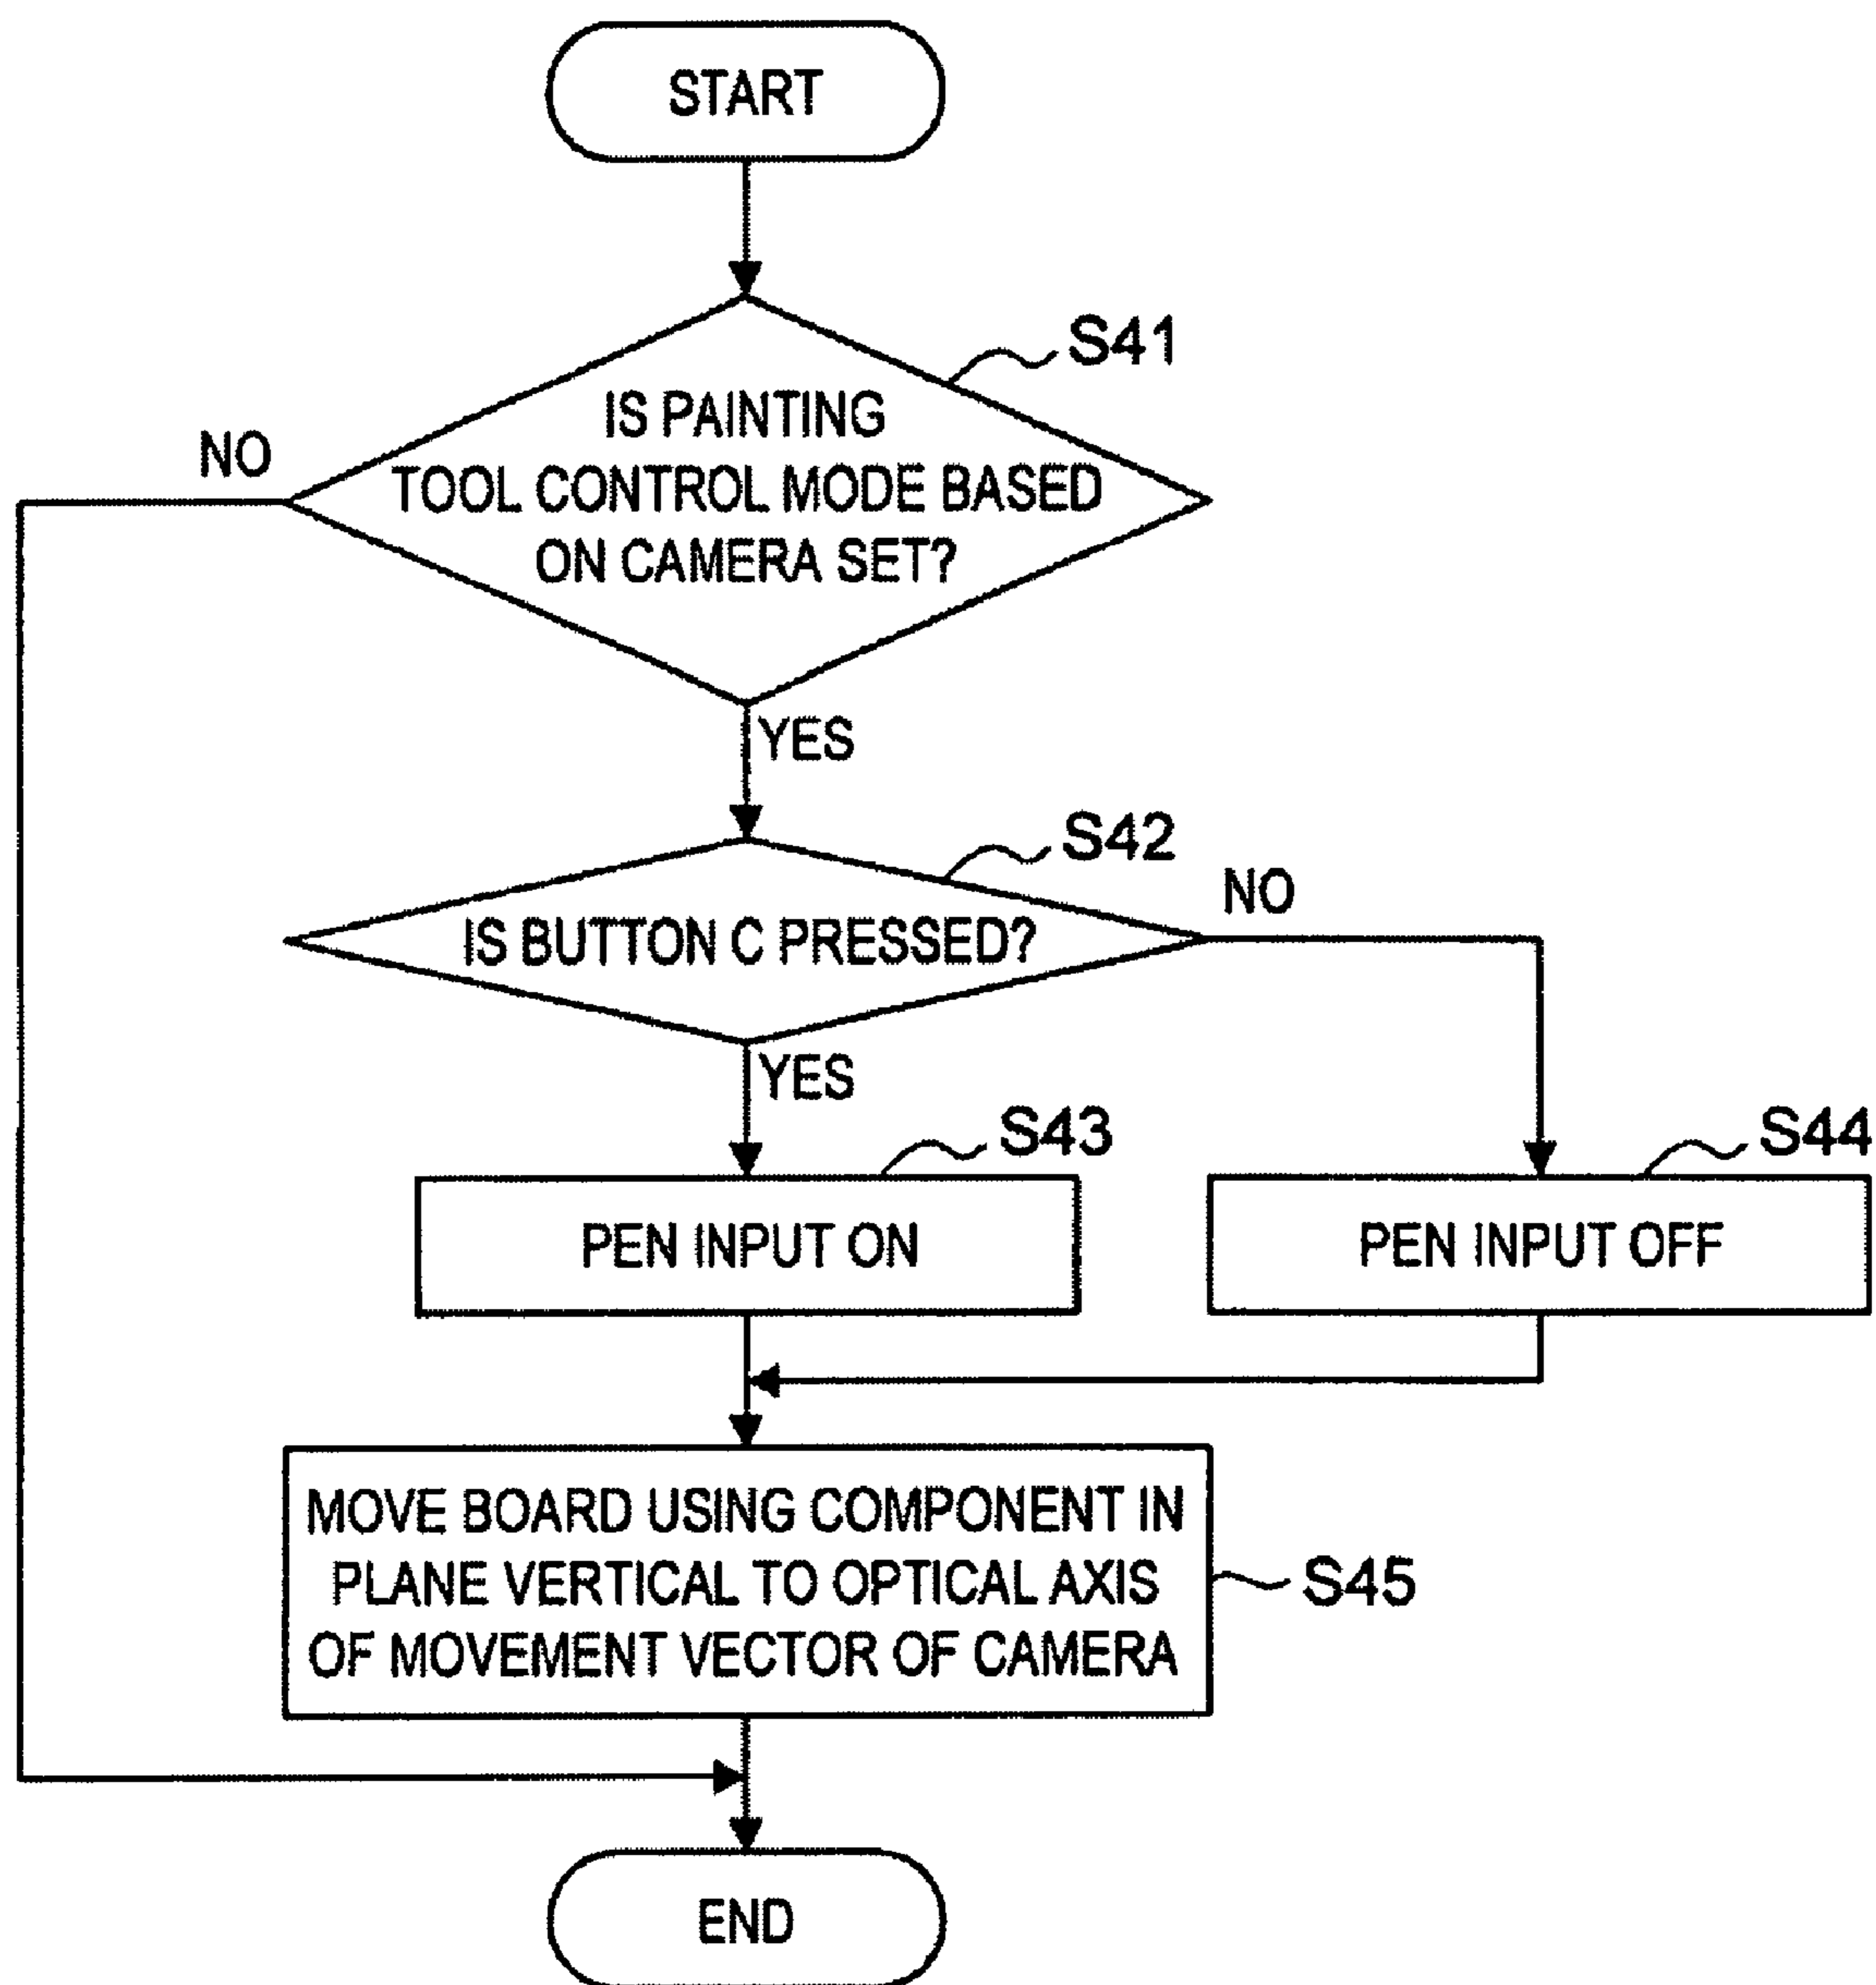 START
S41
IS PAINTING
TOOL CONTROL MODE BASED
ON CAMERA SET?
NO
YES
S42
IS BUTTON C PRESSED?
NO
YES
S43
S44
PEN INPUT ON
PEN INPUT OFF
MOVE BOARD USING COMPONENT IN
PLANE VERTICAL TO OPTICAL AXIS
OF MOVEMENT VECTOR OF CAMERA
S45
END